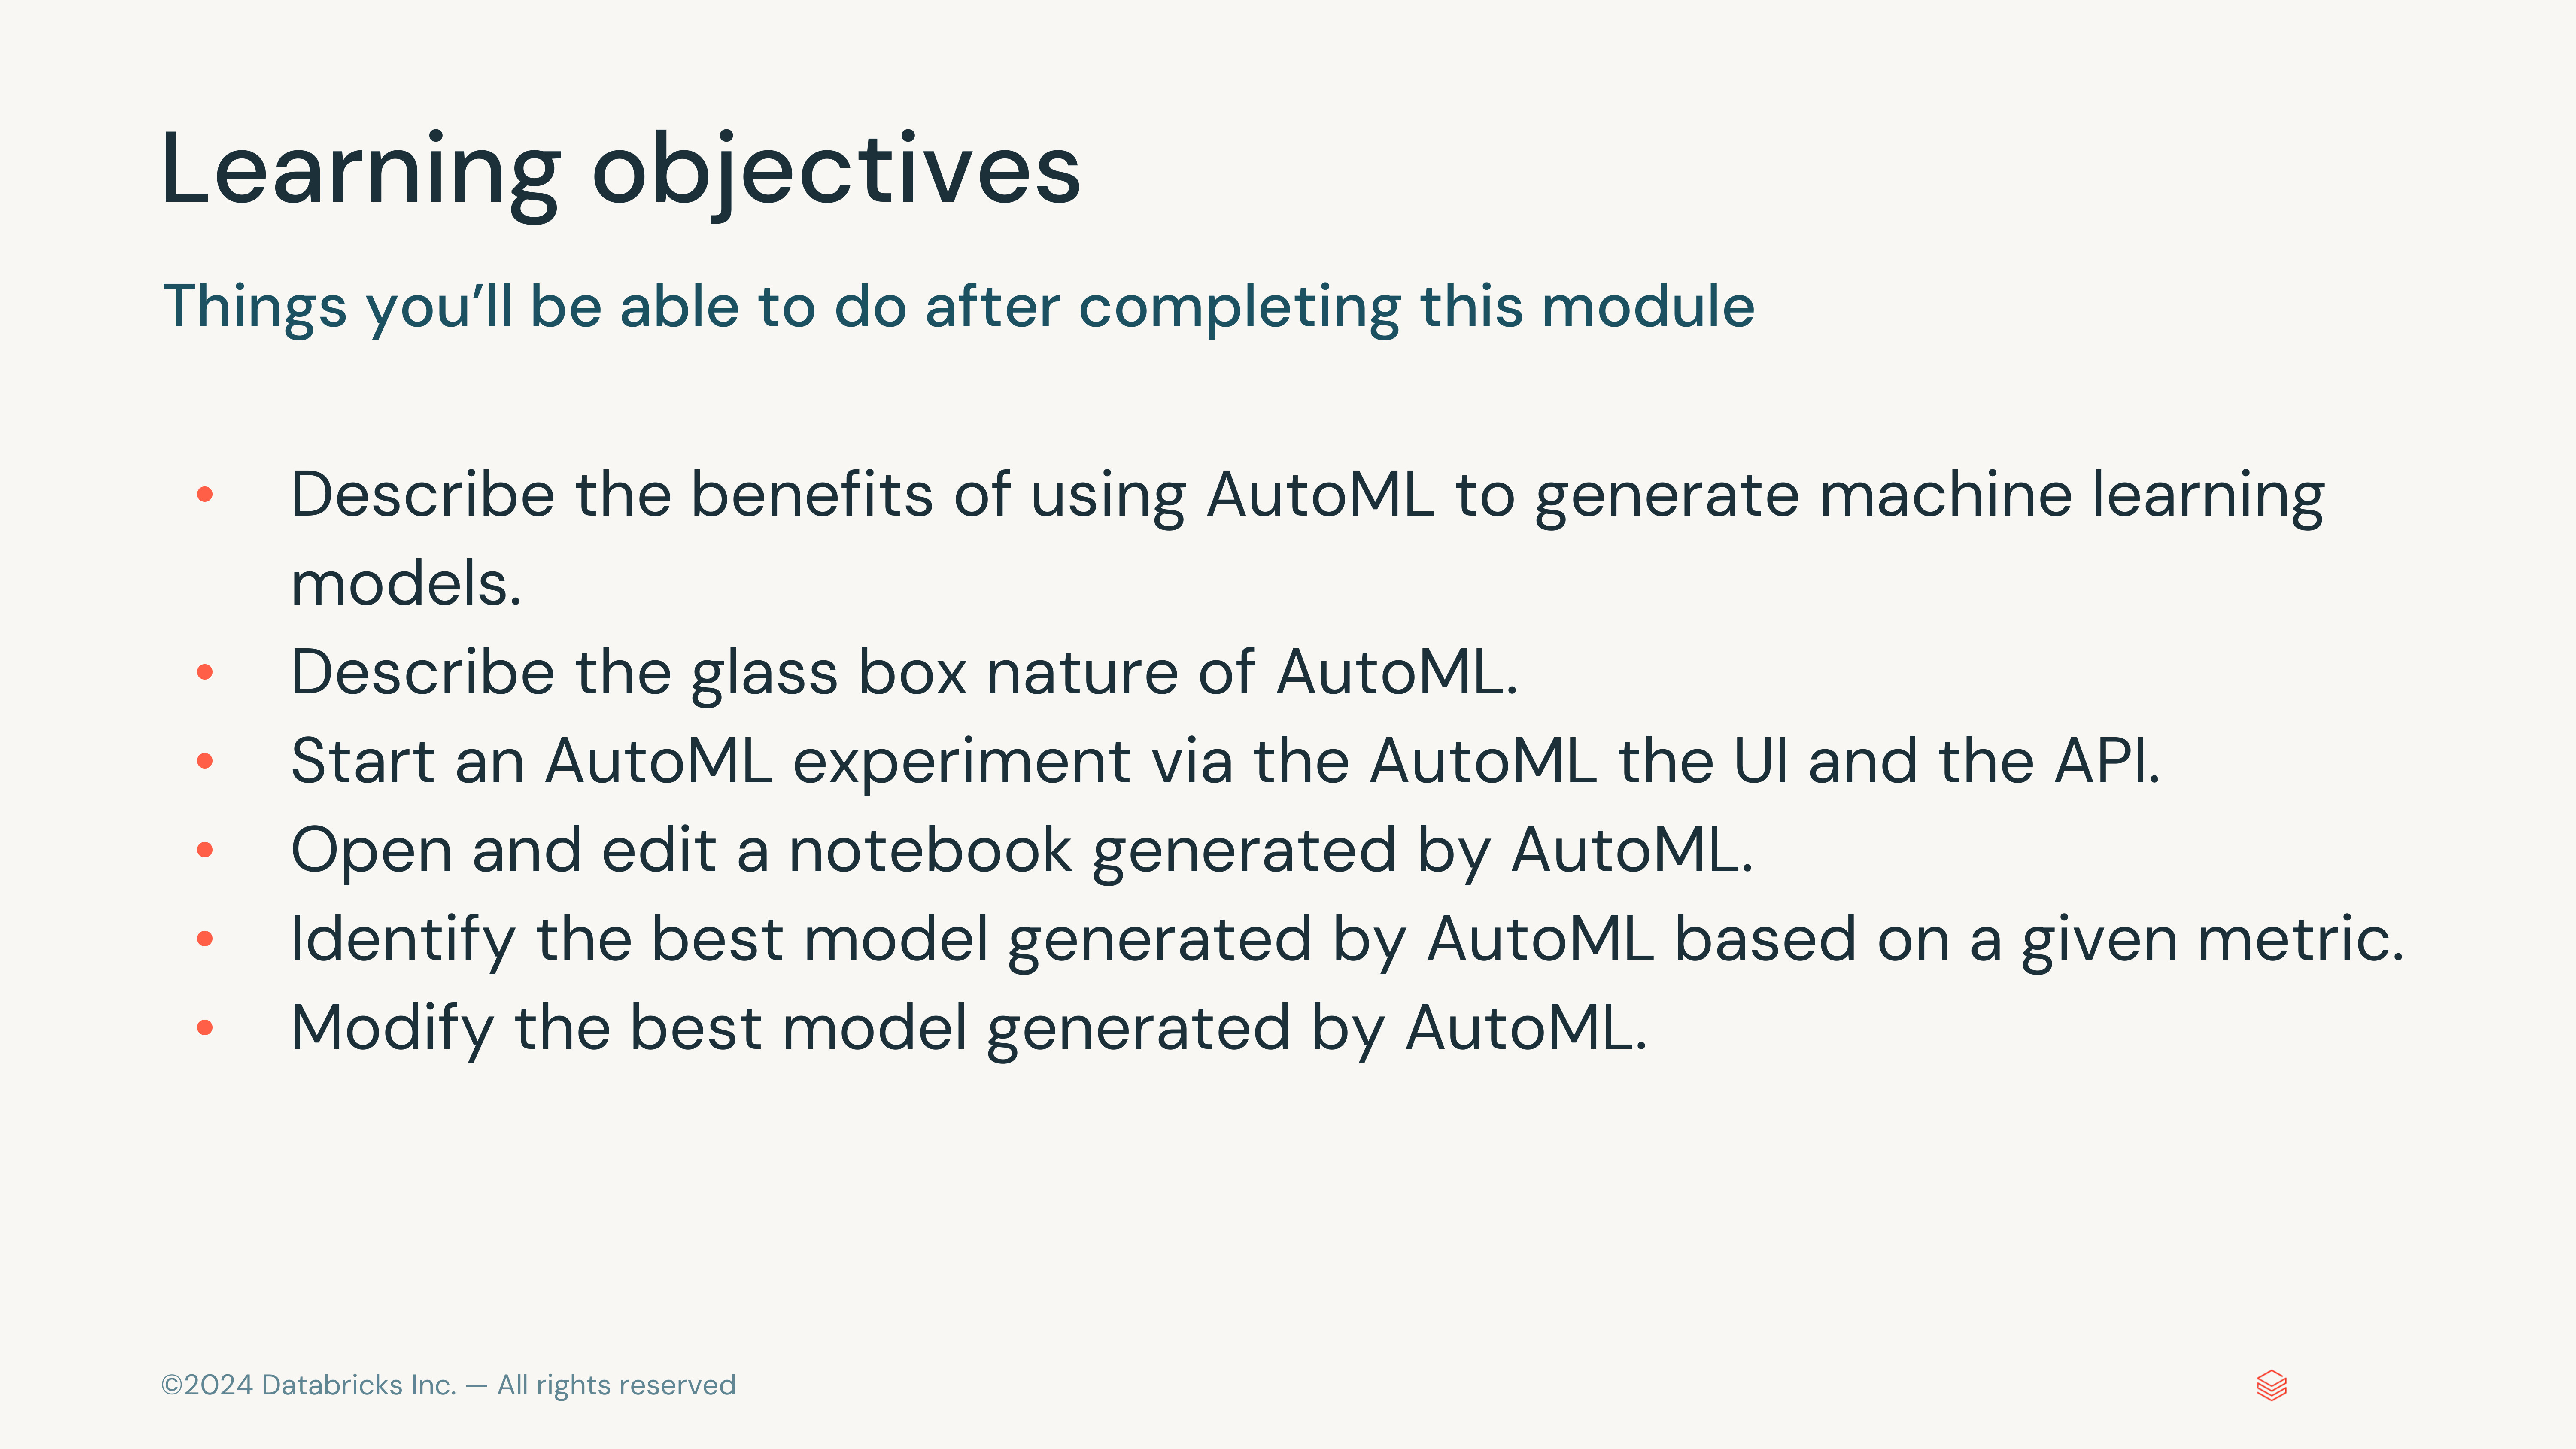 Learning objectives
Things you’ll be able to do after completing this module
• Describe the benefits of using AutoML to generate machine learning
models.
• Describe the glass box nature of AutoML.
• Start an AutoML experiment via the AutoML the UI and the API.
• Open and edit a notebook generated by AutoML.
• Identify the best model generated by AutoML based on a given metric.
• Modify the best model generated by AutoML.
©2024 Databricks Inc. — All rights reserved